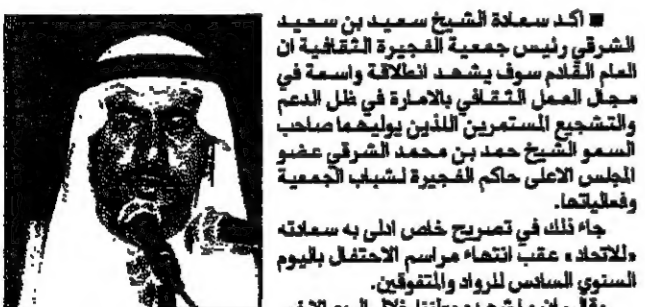 ■ اكد سعادة الشيخ سعيد بن سعيد
الشرقي رئيس جمعية الفجيرة الثقافية ان
العام القادم سوف يشهد انطلاقة واسعة في
مجال العمل الثقافي بالامارة في ظل الدعم
والتشجيع المستمرين اللذين يوليهما صاحب
السمو الشيخ حمد بن محمد الشرقي عضو
المجلس الاعلى حاكم الفجيرة لشباب الجمعية
وفعالياتها.
جاء ذلك في تصريح خاص ادلى به سعادته
«للاتحاد» عقب انتهاء مراسم الاحتفال باليوم
السنوي السادس للرواد والمتفوقين.